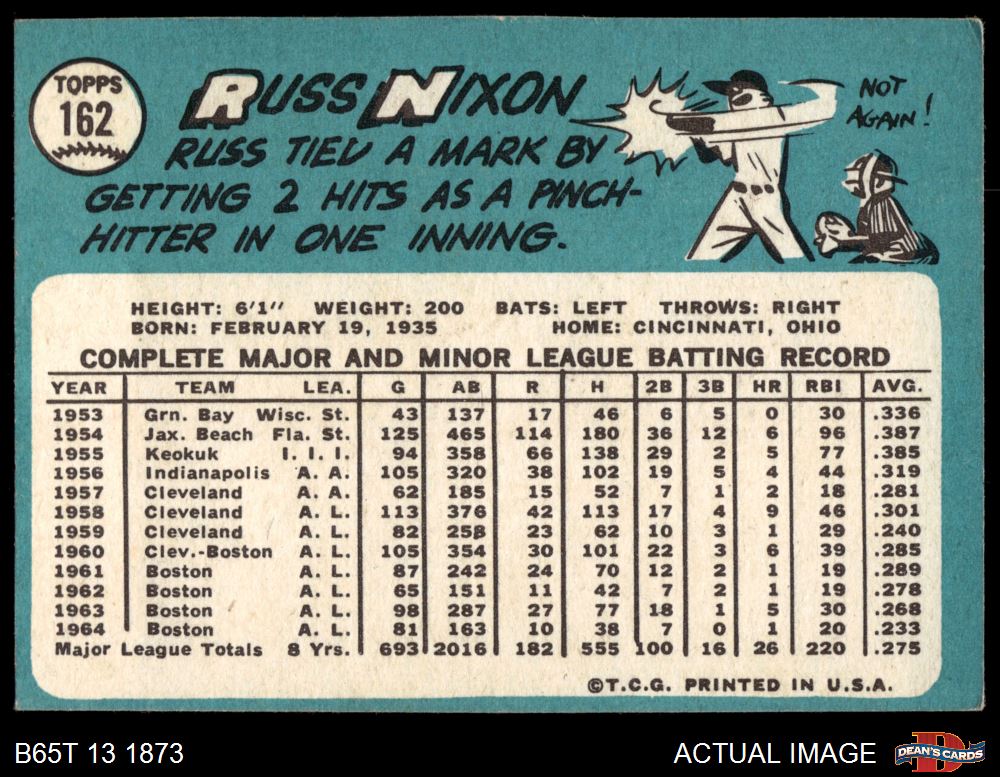 TOPPS
162
RUSS NIXON
RUSS TIED A MARK BY
GETTING 2 HITS AS A PINCH-
HITTER IN ONE INNING.
NOT
AGAIN!
HEIGHT: 6'1" WEIGHT: 200 BATS: LEFT THROWS: RIGHT
BORN: FEBRUARY 19, 1935 HOME: CINCINNATI, OHIO
COMPLETE MAJOR AND MINOR LEAGUE BATTING RECORD
YEAR TEAM LEA. G AB R H 2B 3B HR RBI AVG.
1953 Grn. Bay Wisc. St. 43 137 17 46 6 5 0 30 .336
1954 Jax. Beach Fla. St. 125 465 114 180 36 12 6 96 .387
1955 Keokuk I. I. I. 94 358 66 138 29 2 5 77 .385
1956 Indianapolis A. A. 105 320 38 102 19 5 4 44 .319
1957 Cleveland A. A. 62 185 15 52 7 1 2 18 .281
1958 Cleveland A. L. 113 376 42 113 17 4 9 46 .301
1959 Cleveland A. L. 82 258 23 62 10 3 1 29 .240
1960 Clev.-Boston A. L. 105 354 30 101 22 3 6 39 .285
1961 Boston A. L. 87 242 24 70 12 2 1 19 .289
1962 Boston A. L. 65 151 11 42 7 2 1 19 .278
1963 Boston A. L. 98 287 27 77 18 1 5 30 .268
1964 Boston A. L. 81 163 10 38 7 0 1 20 .233
Major League Totals 8 Yrs. 693 2016 182 555 100 16 26 220 .275
©T.C.G. PRINTED IN U.S.A.
B65T 13 1873 ACTUAL IMAGE D DEAN'S CARDS